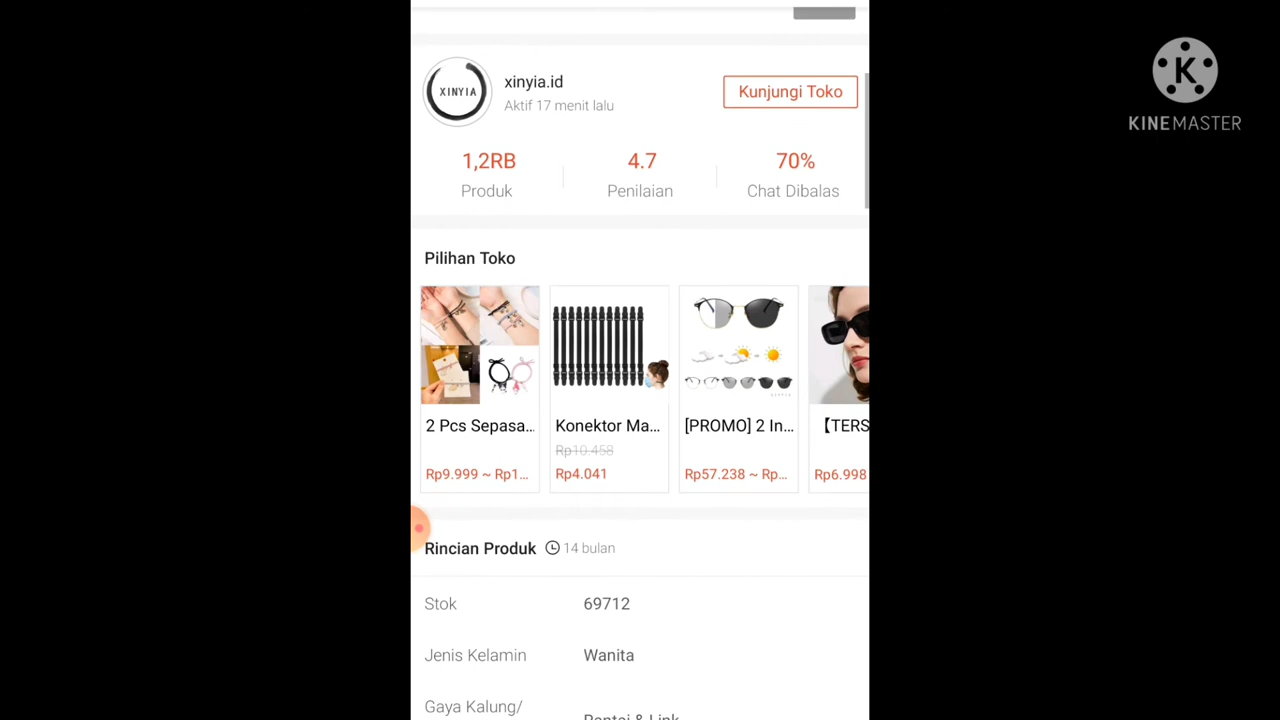 XINYIA
xinyia.id
Aktif 17 menit lalu
Kunjungi Toko
1,2RB
4.7
70%
Produk
Penilaian
Chat Dibalas
Pilihan Toko
2 Pcs Sepasa...
Konektor Ma...
[PROMO] 2 In...
【TERS
Rp10.458
Rp9.999 ~ Rp1...
Rp4.041
Rp57.238 ~ Rp...
Rp6.998
Rincian Produk
14 bulan
Stok
69712
Jenis Kelamin
Wanita
Gaya Kalung/
Rantai & Link
K
KINEMASTER